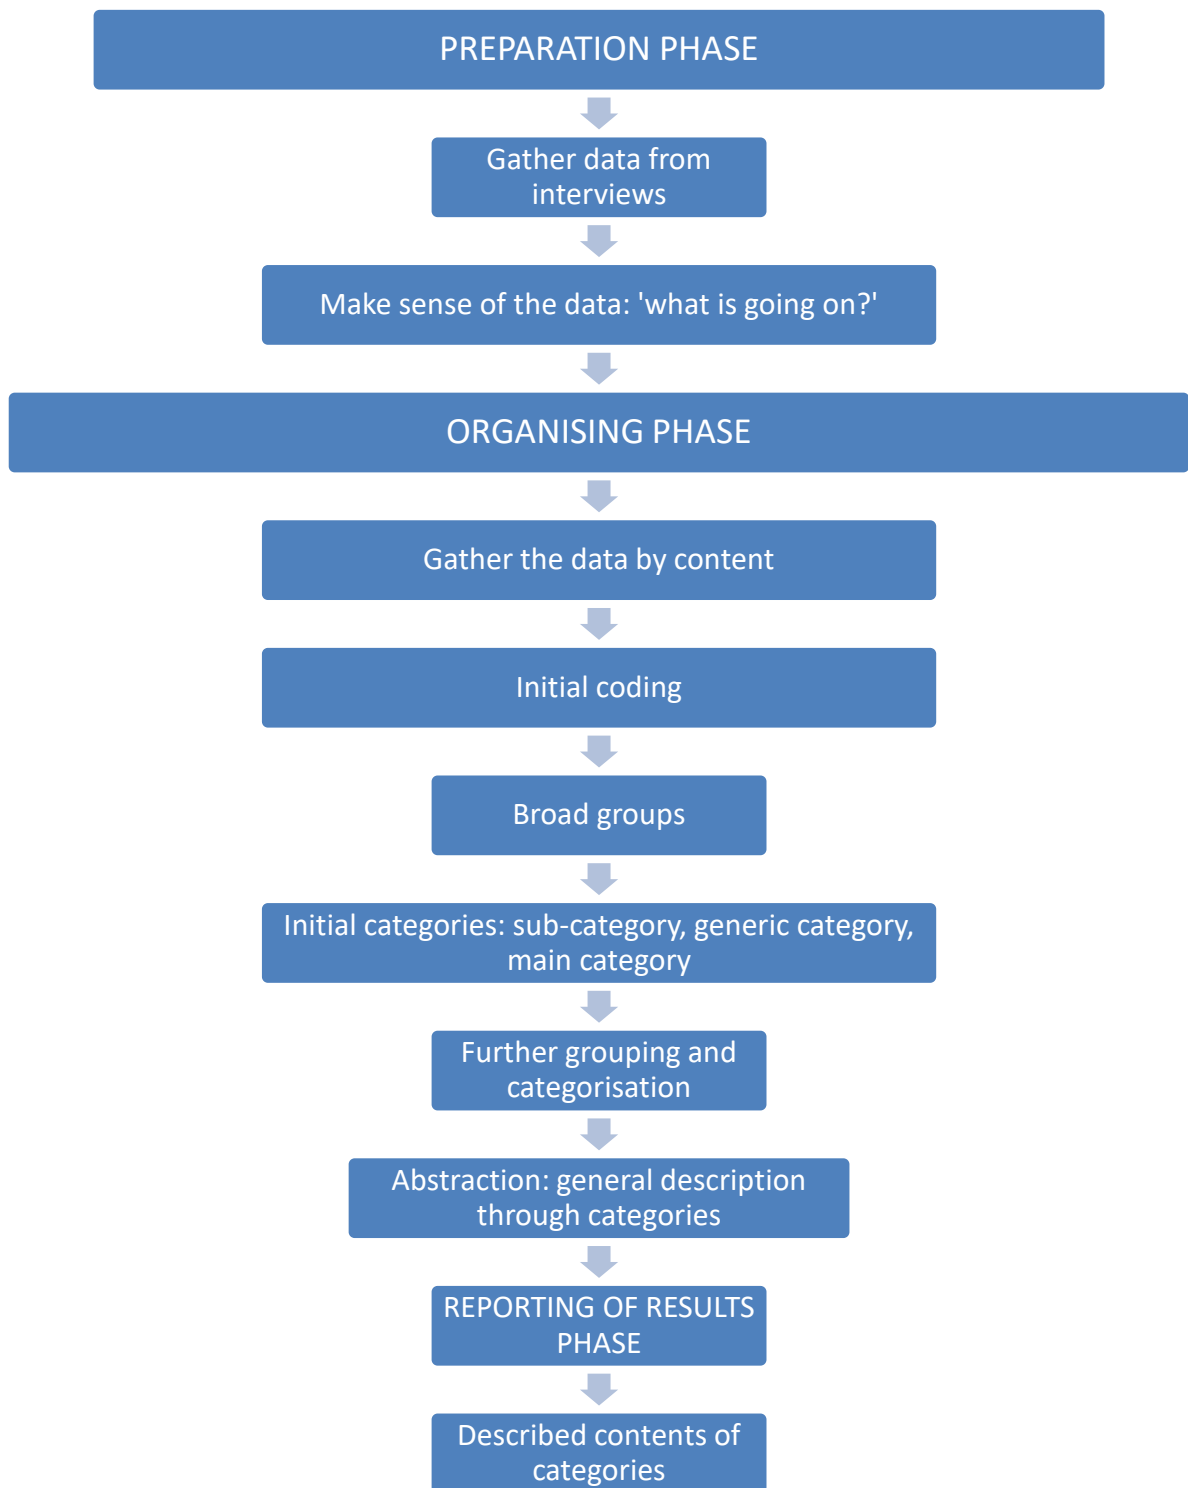 PREPARATION PHASE
Gather data from
interviews
Make sense of the data: 'what is going on?'
ORGANISING PHASE
Gather the data by content
Initial coding
Broad groups
Initial categories: sub-category, generic category,
main category
Further grouping and
categorisation
Abstraction: general description
through categories
REPORTING OF RESULTS
PHASE
Described contents of
categories